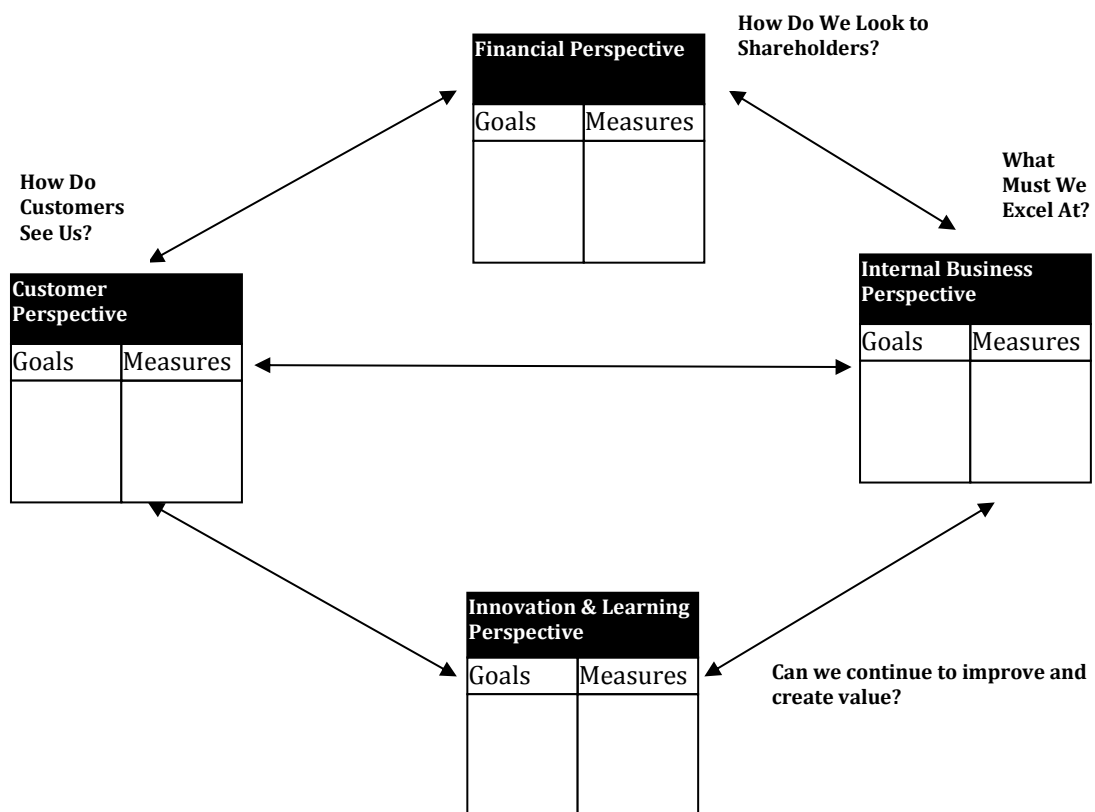 How Do We Look to
Shareholders?
Financial Perspective
Goals Measures
How Do
Customers
See Us?
What
Must We
Excel At?
Customer
Perspective
Goals Measures
Internal Business
Perspective
Goals Measures
Innovation & Learning
Perspective
Goals Measures
Can we continue to improve and
create value?